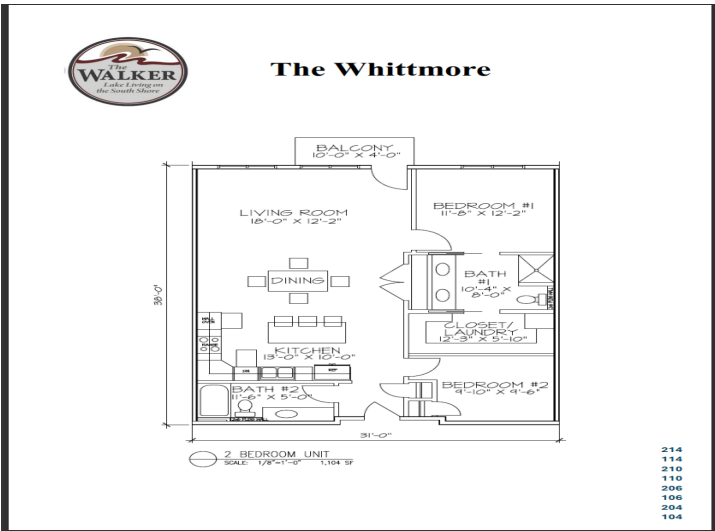 The
WALKER
Lake Living on
the South Shore
The Whittmore
BALCONY
10'-0" X 4'-0"
LIVING ROOM
18'-0" X 12'-2"
BEDROOM #1
11'-8" X 12'-2"
DINING
BATH
#1
10'-4" X
8'-0"
38'-0"
CLOSET/
LAUNDRY
12'-3" X 5'-10"
KITCHEN
13'-0" X 10'-0"
REF
BATH #2
11'-6" X 5'-0"
BEDROOM #2
9'-10" X 9'-6"
31'-0"
2 BEDROOM UNIT
SCALE: 1/8"=1'-0" 1,104 SF
214
114
210
110
206
106
204
104